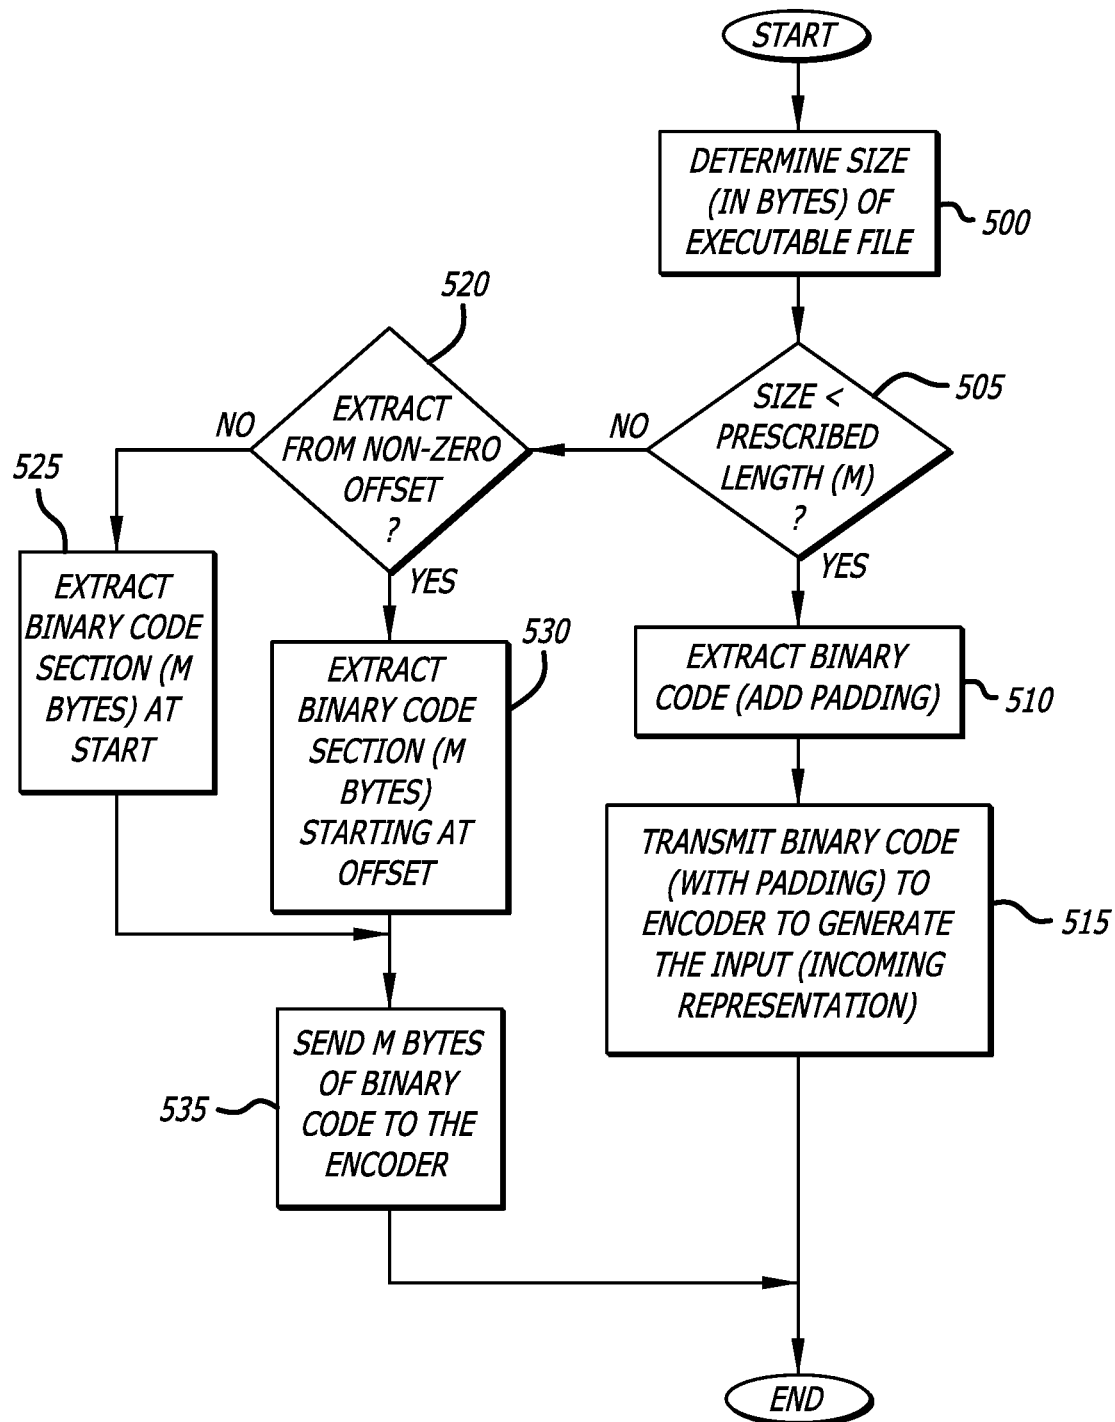 START
DETERMINE SIZE
(IN BYTES) OF
EXECUTABLE FILE
500
SIZE <
PRESCRIBED
LENGTH (M)
?
505
NO
YES
520
EXTRACT
FROM NON-ZERO
OFFSET
?
NO
YES
525
EXTRACT
BINARY CODE
SECTION (M
BYTES) AT
START
530
EXTRACT
BINARY CODE
SECTION (M
BYTES)
STARTING AT
OFFSET
EXTRACT BINARY
CODE (ADD PADDING)
510
TRANSMIT BINARY CODE
(WITH PADDING) TO
ENCODER TO GENERATE
THE INPUT (INCOMING
REPRESENTATION)
515
SEND M BYTES
OF BINARY
CODE TO THE
ENCODER
535
END